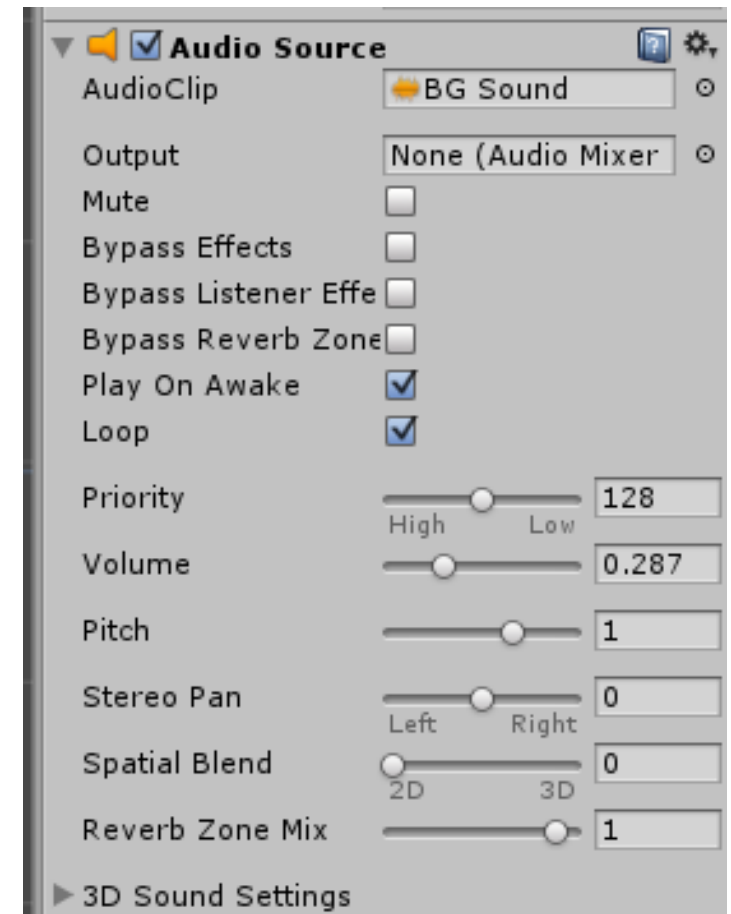 Audio Source
AudioClip BG Sound
Output None (Audio Mixer
Mute
Bypass Effects
Bypass Listener Effe
Bypass Reverb Zone
Play On Awake
Loop
Priority 128
High Low
Volume 0.287
Pitch 1
Stereo Pan 0
Left Right
Spatial Blend 0
2D 3D
Reverb Zone Mix 1
3D Sound Settings